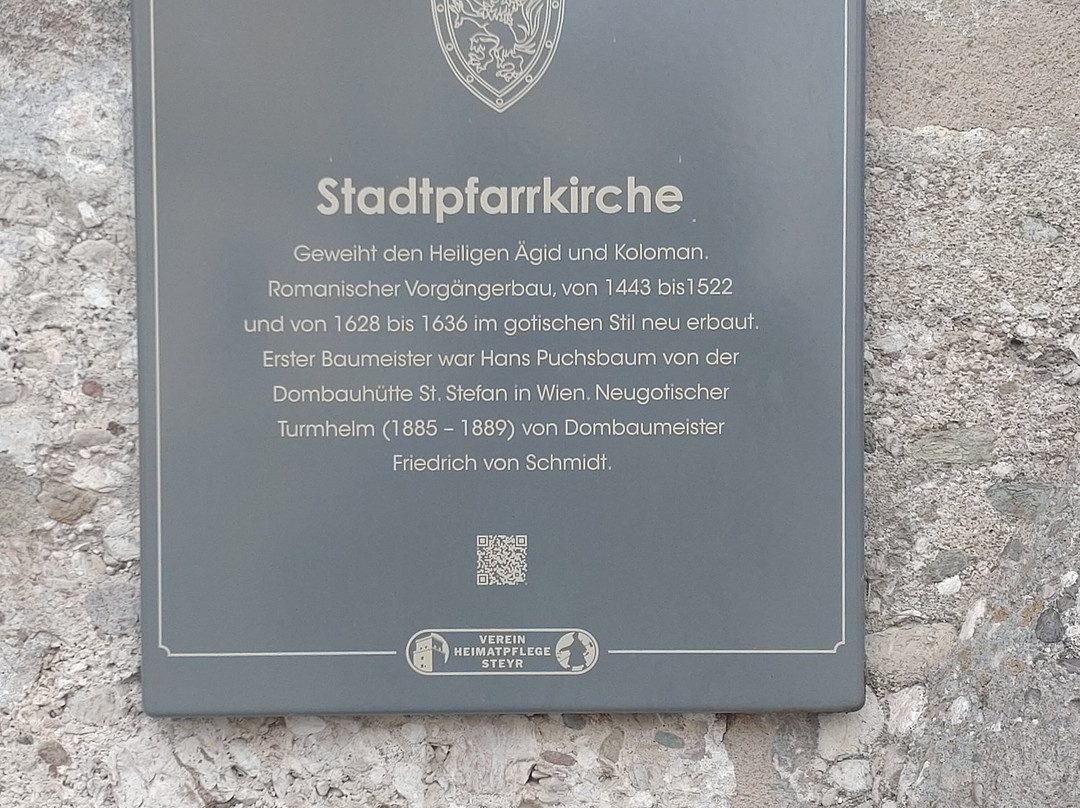 Stadtpfarrkirche
Geweiht den Heiligen Ägid und Koloman.
Romanischer Vorgängerbau, von 1443 bis1522
und von 1628 bis 1636 im gotischen Stil neu erbaut.
Erster Baumeister war Hans Puchsbaum von der
Dombauhütte St. Stefan in Wien. Neugotischer
Turmhelm (1885 – 1889) von Dombaumeister
Friedrich von Schmidt.
VEREIN
HEIMATPFLEGE
STEYR